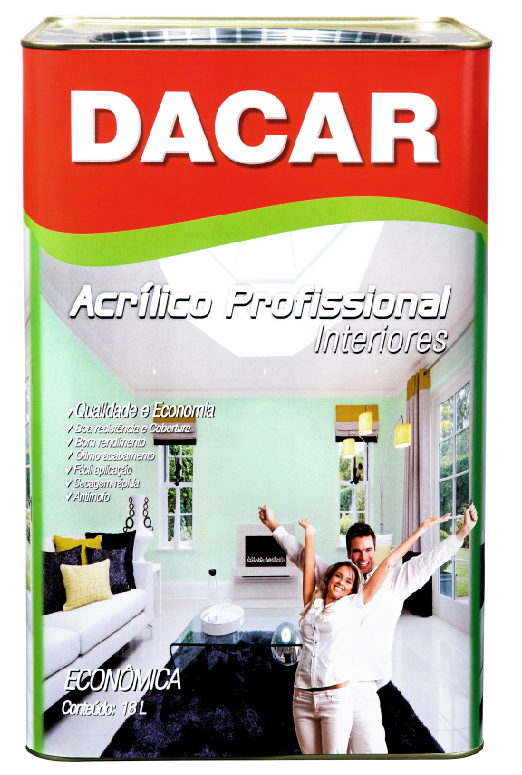 DACAR
Acrílico Profissional
Interiores
✓Qualidade e Economia
✓Boa resistência e Cobertura
✓Bom rendimento
✓Ótimo acabamento
✓Fácil aplicação
✓Secagem rápida
✓Antimofo
ECONÔMICA
Conteúdo: 18 L